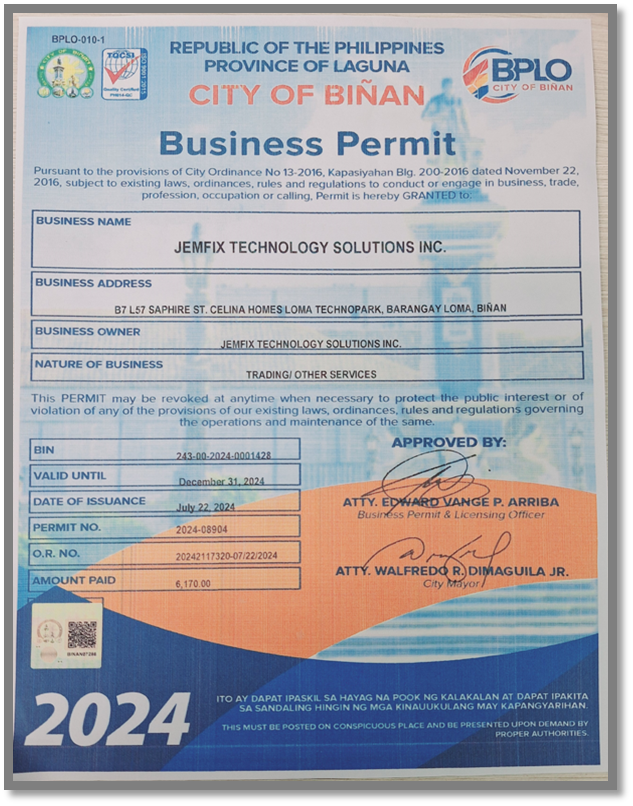 BPLO-010-1
CITY OF BIÑAN
TQCSI
Quality Certified
ISO 9001:2015
REPUBLIC OF THE PHILIPPINES
PROVINCE OF LAGUNA
CITY OF BIÑAN
BPLO
CITY OF BIÑAN
Business Permit
Pursuant to the provisions of City Ordinance No 13-2016, Kapasiyahan Blg. 200-2016 dated November 22,
2016, subject to existing laws, ordinances, rules and regulations to conduct or engage in business, trade,
profession, occupation or calling, Permit is hereby GRANTED to:
BUSINESS NAME
JEMFIX TECHNOLOGY SOLUTIONS INC.
BUSINESS ADDRESS
B7 L57 SAPHIRE ST. CELINA HOMES LOMA TECHNOPARK, BARANGAY LOMA, BIÑAN
BUSINESS OWNER
JEMFIX TECHNOLOGY SOLUTIONS INC.
NATURE OF BUSINESS
TRADING/ OTHER SERVICES
This PERMIT may be revoked at anytime when necessary to protect the public interest or of
violation of any of the provisions of our existing laws, ordinances, rules and regulations governing
the operations and maintenance of the same.
BIN 243-00-2024-0001428
VALID UNTIL December 31, 2024
DATE OF ISSUANCE July 22, 2024
PERMIT NO. 2024-08904
O.R. NO. 20242117320-07/22/2024
AMOUNT PAID 6,170.00
APPROVED BY:
ATTY. EDWARD VANGE P. ARRIBA
Business Permit & Licensing Officer
ATTY. WALFREDO R. DIMAGUILA JR.
City Mayor
2024
ITO AY DAPAT IPASKIL SA HAYAG NA POOK NG KALAKALAN AT DAPAT IPAKITA
SA SANDALING HINGIN NG MGA KINAUUKULANG MAY KAPANGYARIHAN.
THIS MUST BE POSTED ON CONSPICUOUS PLACE AND BE PRESENTED UPON DEMAND BY
PROPER AUTHORITIES.